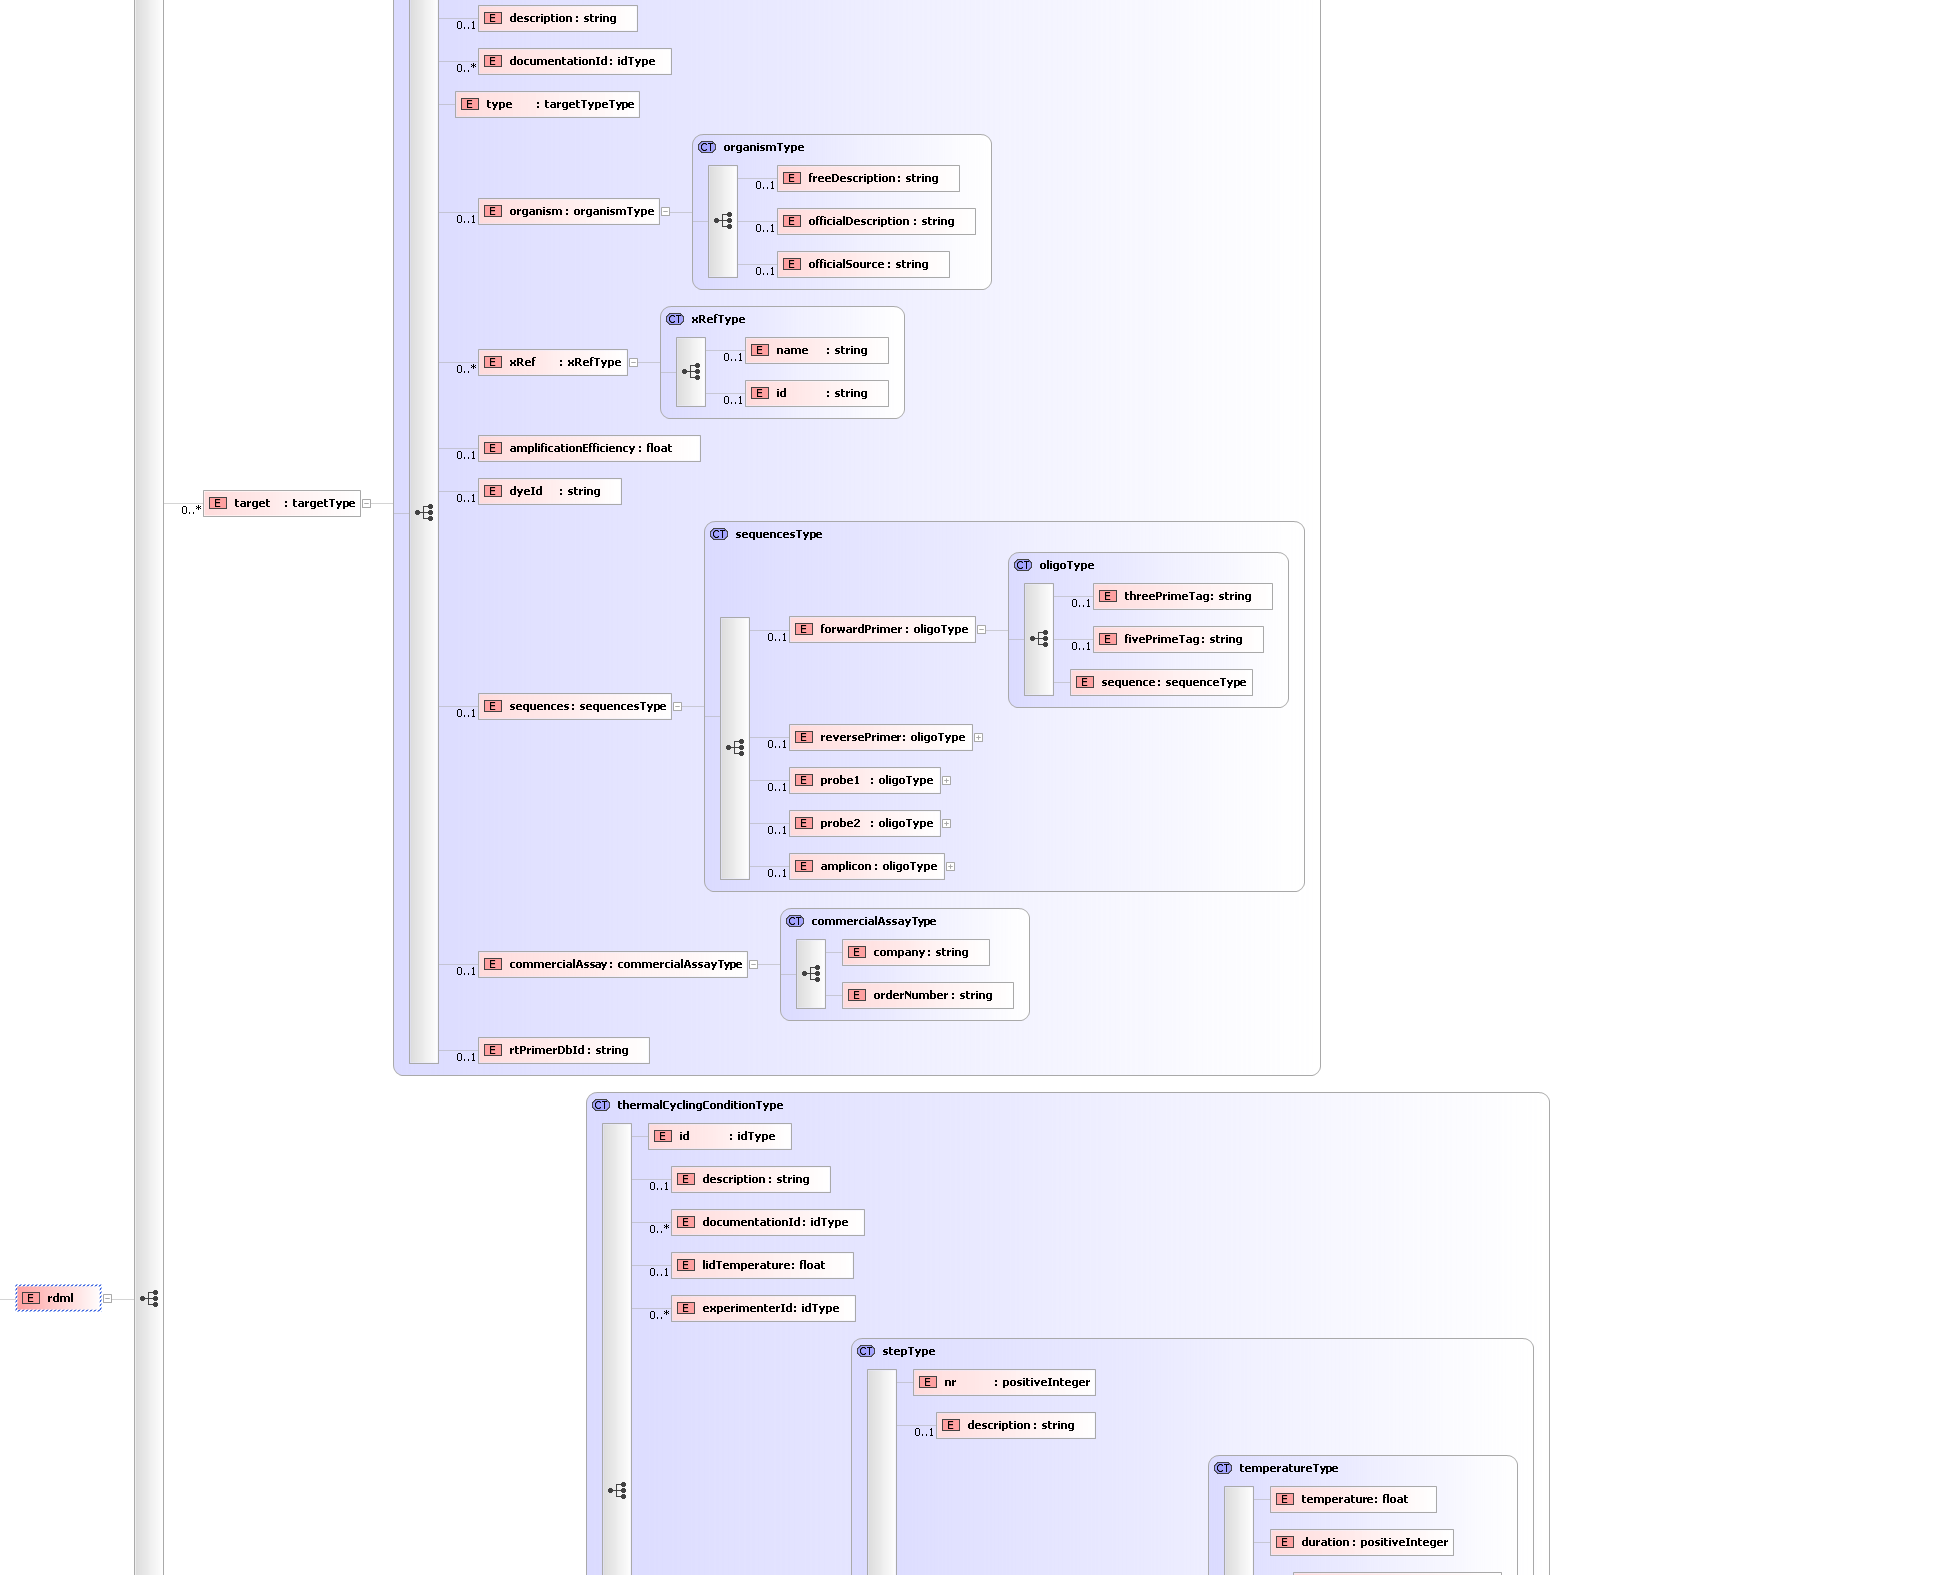 0..1 E description : string
0..* E documentationId: idType
E type : targetTypeType
CT organismType
0..1 E freeDescription: string
0..1 E organism : organismType
0..1 E officialDescription : string
0..1 E officialSource : string
CT xRefType
0..1 E name : string
0..* E xRef : xRefType
0..1 E id : string
0..1 E amplificationEfficiency : float
0..1 E dyeId : string
0..* E target : targetType
CT sequencesType
CT oligoType
0..1 E threePrimeTag: string
0..1 E forwardPrimer : oligoType
0..1 E fivePrimeTag: string
E sequence: sequenceType
0..1 E sequences: sequencesType
0..1 E reversePrimer: oligoType
0..1 E probe1 : oligoType
0..1 E probe2 : oligoType
0..1 E amplicon : oligoType
CT commercialAssayType
E company: string
0..1 E commercialAssay: commercialAssayType
E orderNumber: string
0..1 E rtPrimerDbId : string
CT thermalCyclingConditionType
E id : idType
0..1 E description : string
0..* E documentationId: idType
0..1 E lidTemperature: float
E rdml
0..* E experimenterId: idType
CT stepType
E nr : positiveInteger
0..1 E description : string
CT temperatureType
E temperature: float
E duration : positiveInteger